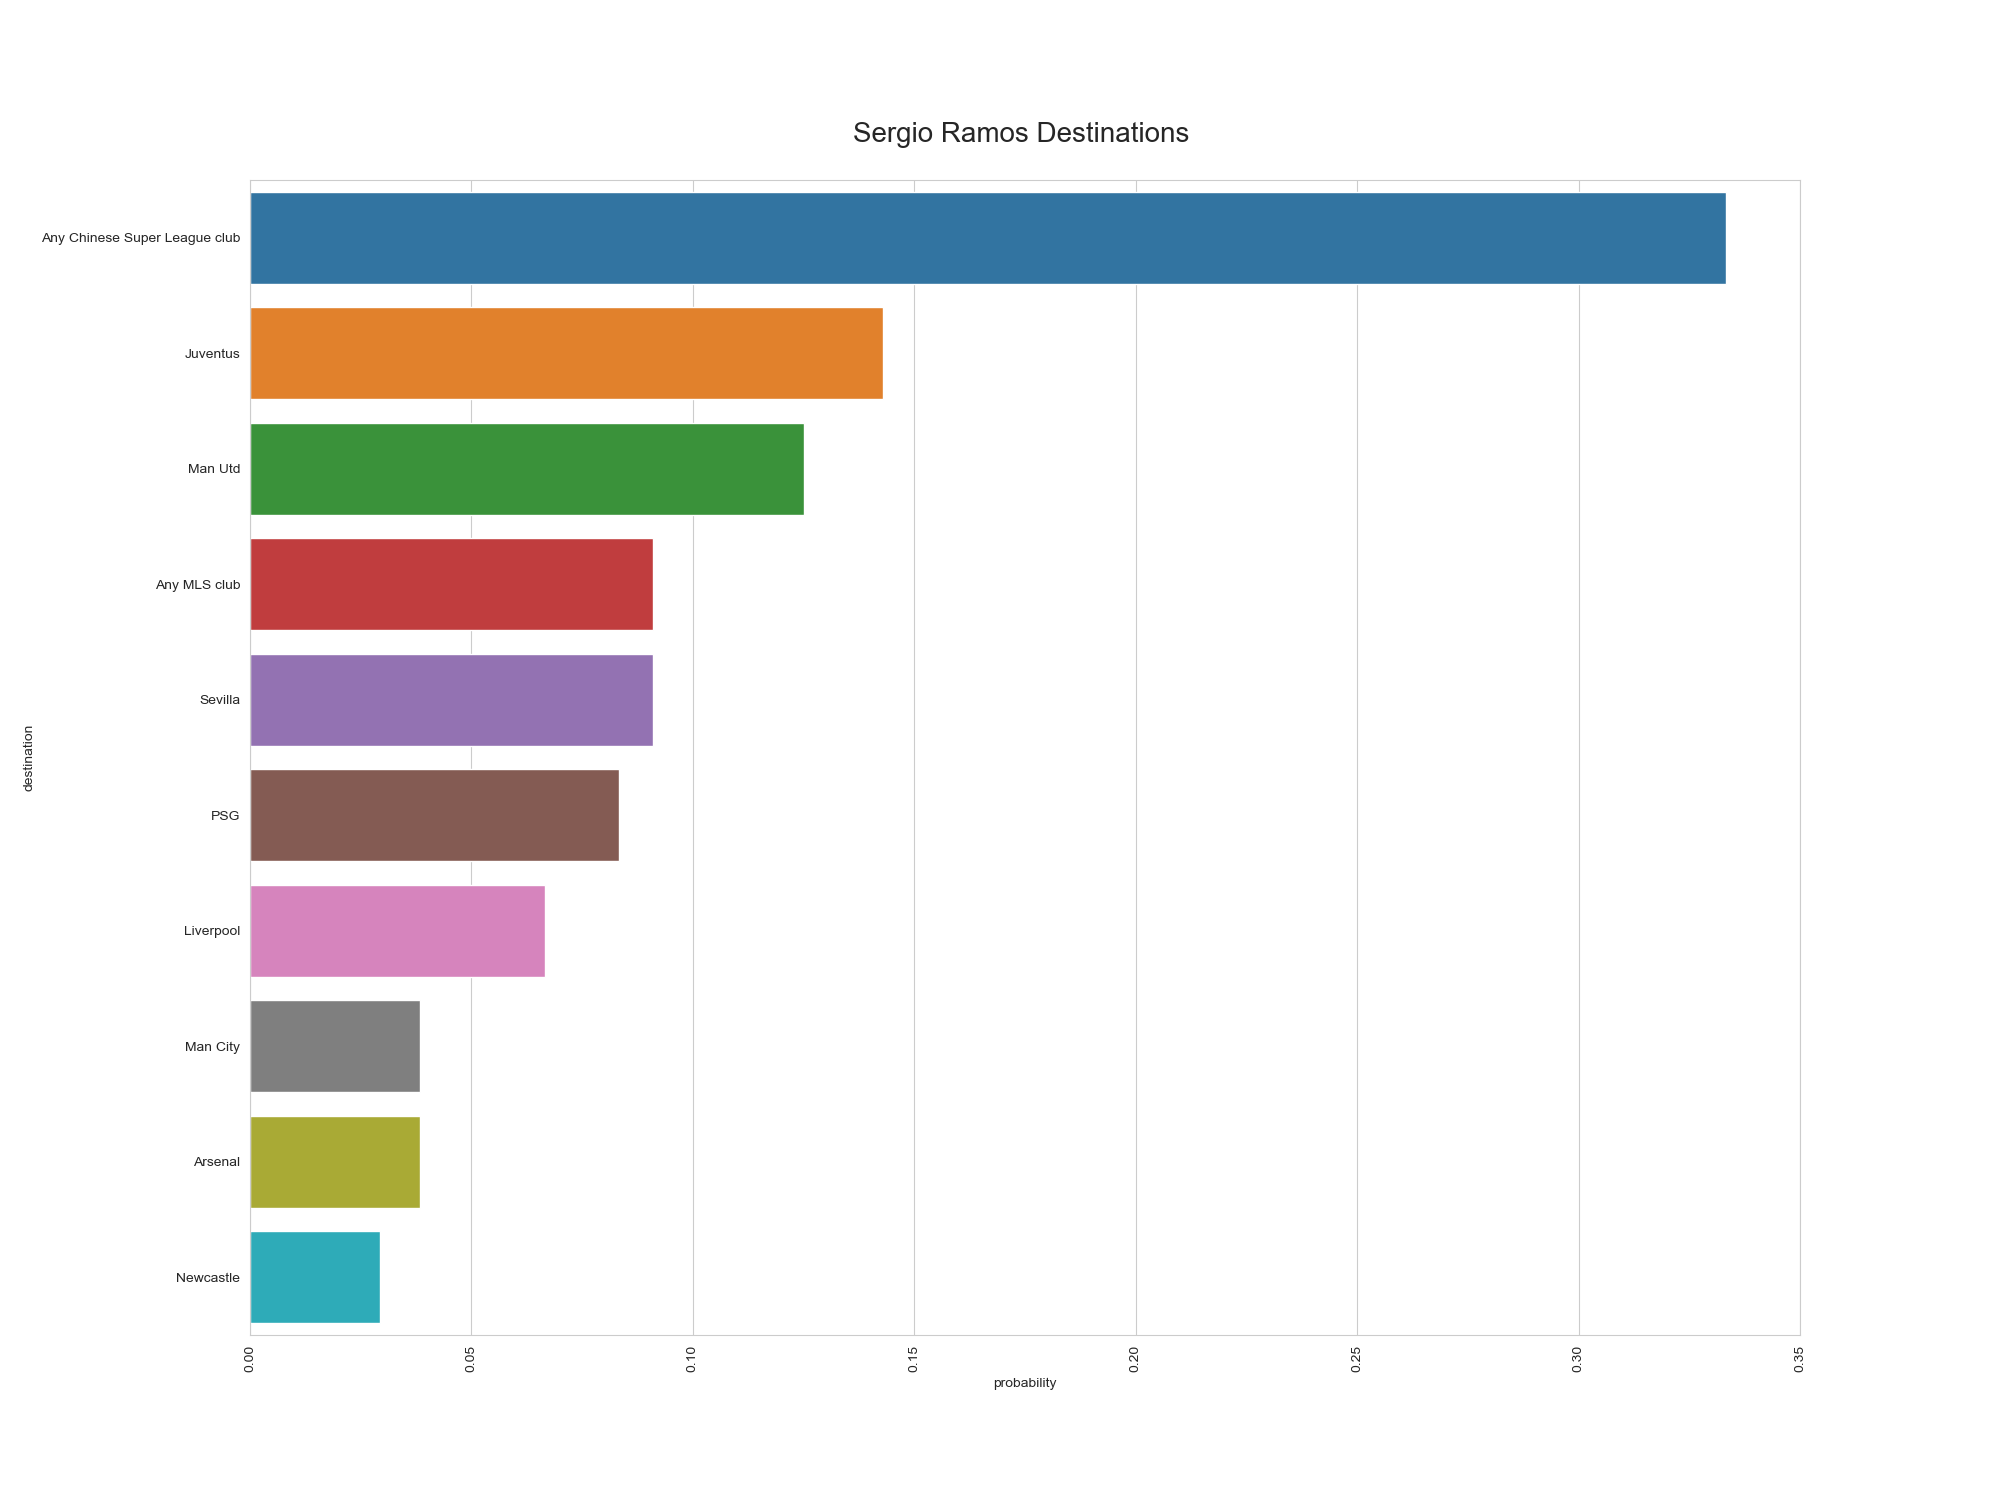 Sergio Ramos Destinations
Any Chinese Super League club
Juventus
Man Utd
Any MLS club
Sevilla
PSG
Liverpool
Man City
Arsenal
Newcastle
destination
0.00
0.05
0.10
0.15
0.20
0.25
0.30
0.35
probability